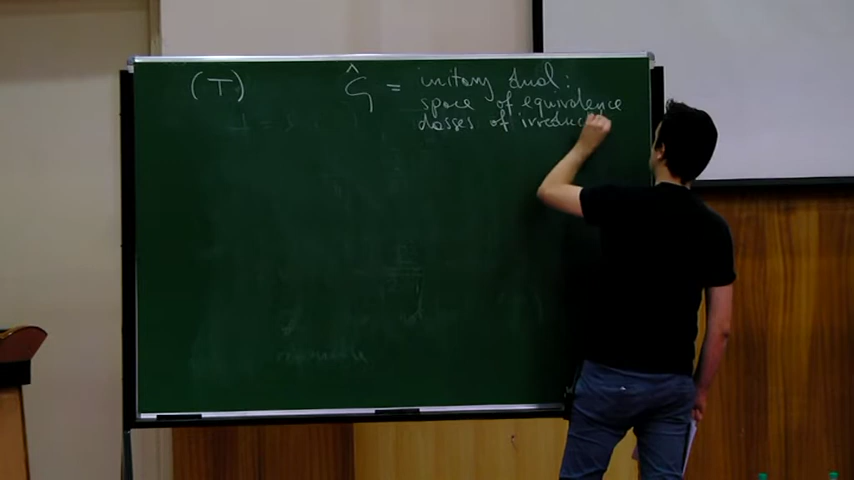 (T) Ĝ = unitary dual:
space of equivalence
classes of irreduc